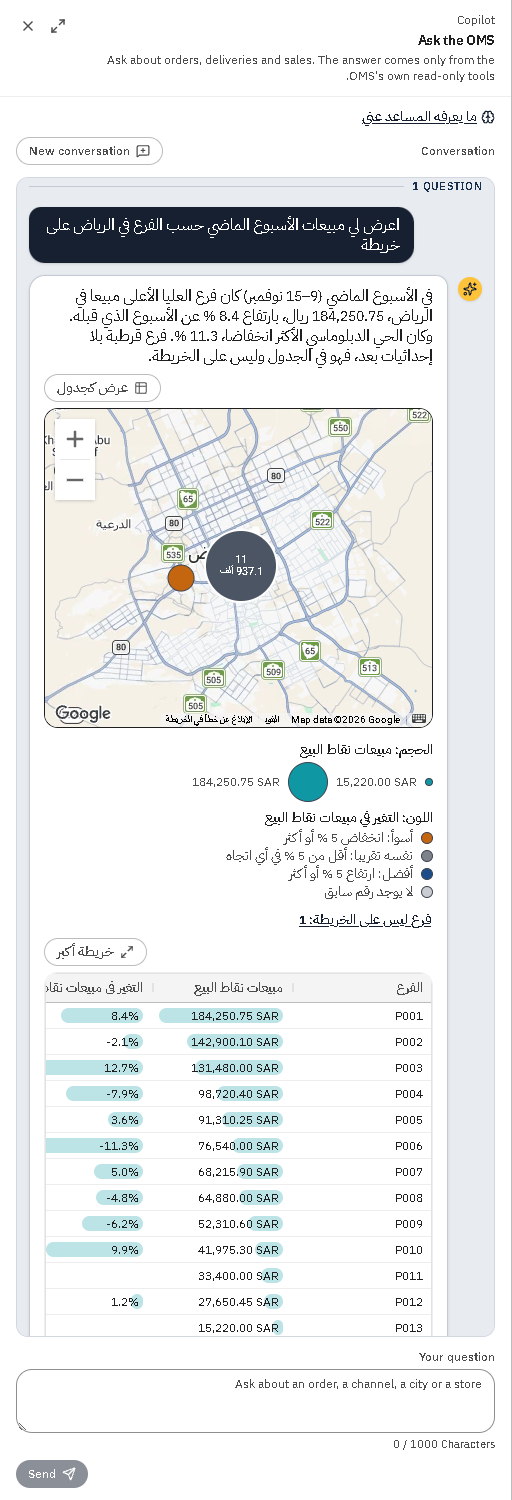 Copilot
Ask the OMS
Ask about orders, deliveries and sales. The answer comes only from the
OMS's own read-only tools.
ما يعرفه المساعد عني
New conversation
Conversation
1 QUESTION
اعرض لي مبيعات الأسبوع الماضي حسب الفرع في الرياض على
خريطة
في الأسبوع الماضي (9–15 نوفمبر) كان فرع العليا الأعلى مبيعا في
الرياض، 184,250.75 ريال، بارتفاع 8.4 % عن الأسبوع الذي قبله.
وكان الحي الدبلوماسي الأكثر انخفاضا، 11.3 %. فرع قرطبة بلا
إحداثيات بعد، فهو في الجدول وليس على الخريطة.
عرض كجدول
522
550
80
65
80
522
الدرعية
535
11
937.1 ألف
80
65
505
509
513
505
Google
Map data ©2026 Google
البنود
الإبلاغ عن خطأ في الخريطة
الحجم: مبيعات نقاط البيع
15,220.00 SAR
184,250.75 SAR
اللون: التغير في مبيعات نقاط البيع
أسوأ: انخفاض 5 % أو أكثر
نفسه تقريبا: أقل من 5 % في أي اتجاه
أفضل: ارتفاع 5 % أو أكثر
لا يوجد رقم سابق
فرع ليس على الخريطة: 1
خريطة أكبر
الفرع مبيعات نقاط البيع التغير في مبيعات
P001 184,250.75 SAR 8.4%
P002 142,900.10 SAR -2.1%
P003 131,480.00 SAR 12.7%
P004 98,720.40 SAR -7.9%
P005 91,310.25 SAR 3.6%
P006 76,540.00 SAR -11.3%
P007 68,215.90 SAR 5.0%
P008 64,880.00 SAR -4.8%
P009 52,310.60 SAR -6.2%
P010 41,975.30 SAR 9.9%
P011 33,400.00 SAR
P012 27,650.45 SAR 1.2%
P013 15,220.00 SAR
Your question
Ask about an order, a channel, a city or a store
0 / 1000 Characters
Send